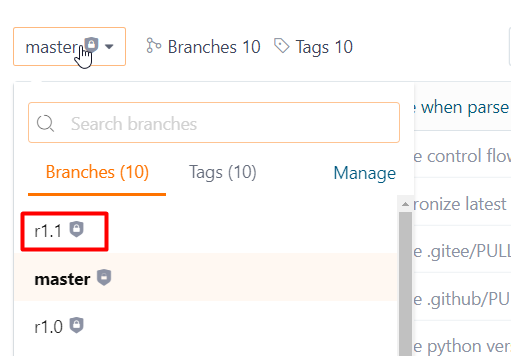 master Branches 10 Tags 10
Search branches
when parse
Branches (10) Tags (10) Manage
e control flow
ronize latest
r1.1
e .gitee/PULL
master
e .github/PU
r1.0
e python ver